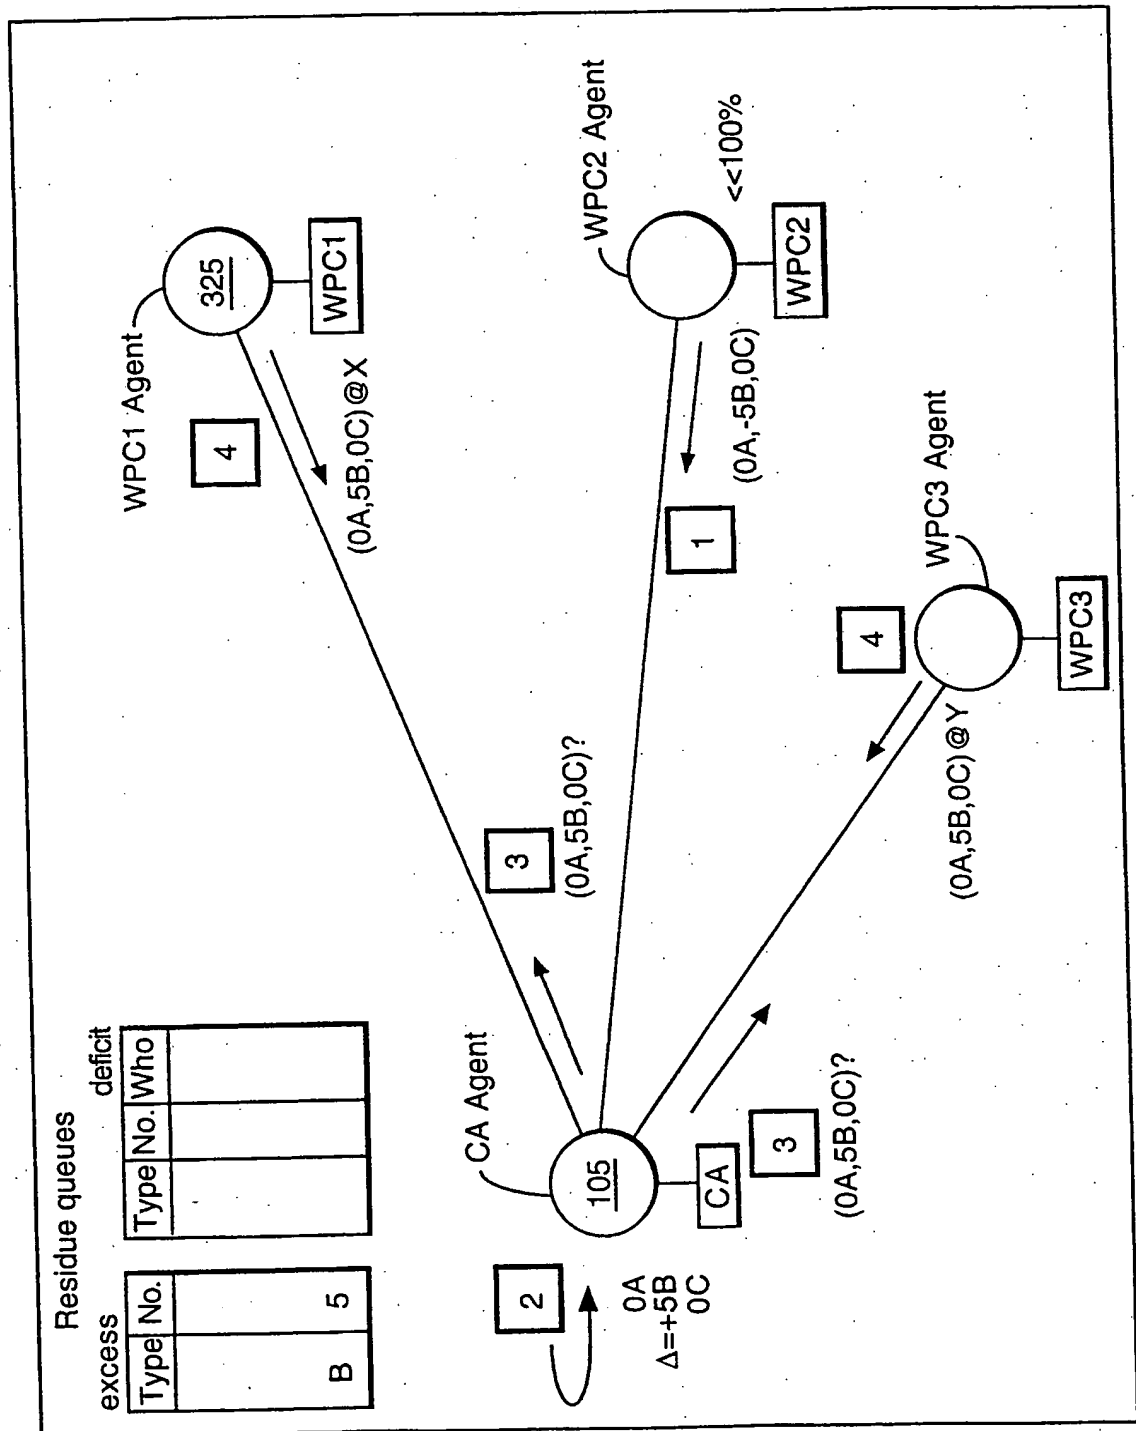 Residue queues
excess
Type No.
B 5
deficit
Type No. Who
WPC1 Agent
325
WPC1
4
(0A,5B,0C)@X
3
(0A,5B,0C)?
CA Agent
105
CA
2
0A
Δ=+5B
0C
3
(0A,5B,0C)?
WPC2 Agent
<<100%
WPC2
(0A,-5B,0C)
1
WPC3 Agent
4
WPC3
(0A,5B,0C)@Y